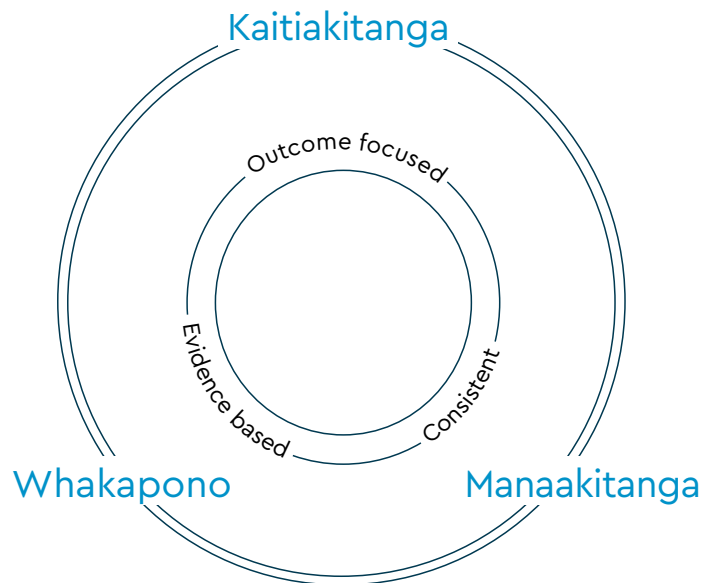 Kaitiakitanga
Outcome focused
Evidence based
Consistent
Whakapono
Manaakitanga